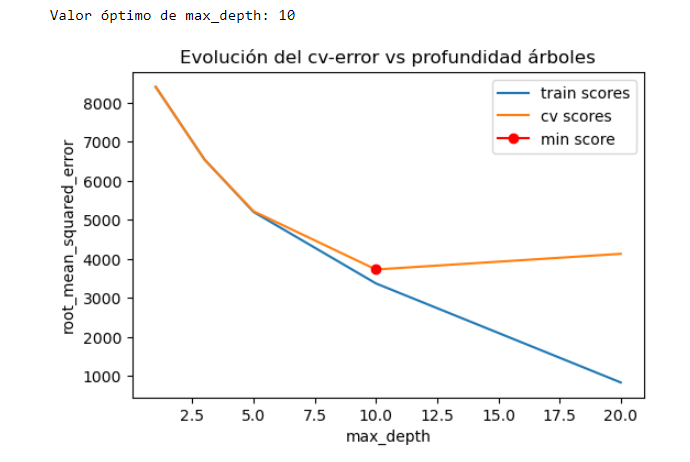 Valor óptimo de max_depth: 10
Evolución del cv-error vs profundidad árboles
train scores
cv scores
min score
root_mean_squared_error
8000
7000
6000
5000
4000
3000
2000
1000
2.5 5.0 7.5 10.0 12.5 15.0 17.5 20.0
max_depth